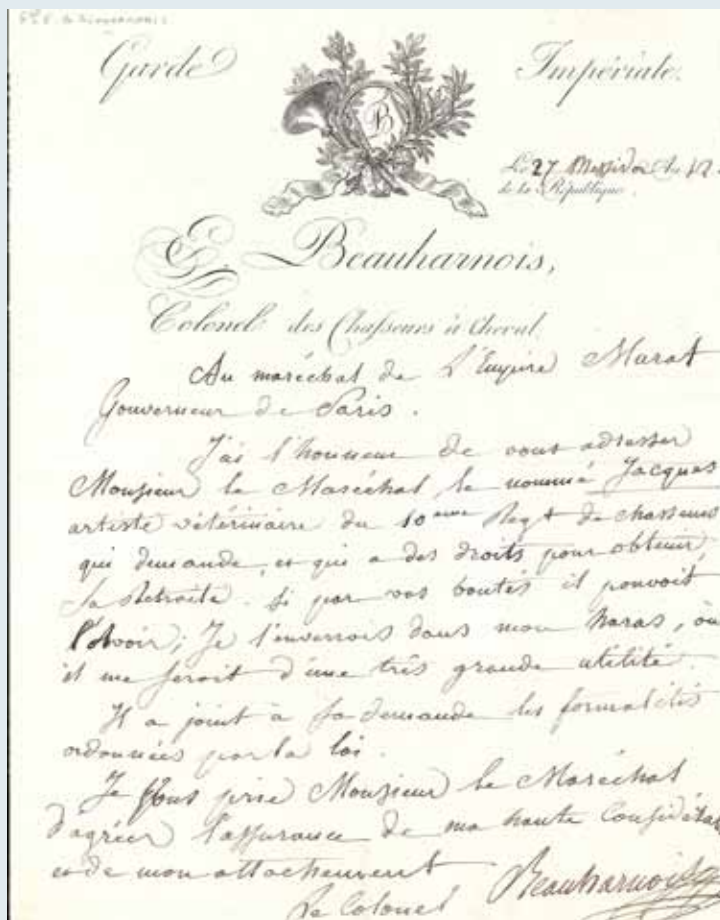 Garde Impériale.
Le 27 Messidor An 12.
de la République.
E. Beauharnois,
Colonel des Chasseurs à Cheval.
Au maréchal de L'Empire Murat
Gouverneur de Paris.
J'ai l'honneur de vous adresser
Monsieur le Maréchal le nommé Jacques
artiste vétérinaire du 10eme Regt de chasseurs
qui demande, et qui a des droits pour obtenir,
sa Retraite. Si par vos bontés il pouvoit
l'avoir; Je l'enverrois dans mon haras, où
il me seroit d'une très grande utilité.
Il a joint à sa demande les formalités
ordonnées par la loi.
Je vous prie Monsieur le Maréchal
d'agréer l'assurance de ma haute Considérat
et de mon attachement
Le Colonel Beauharnois